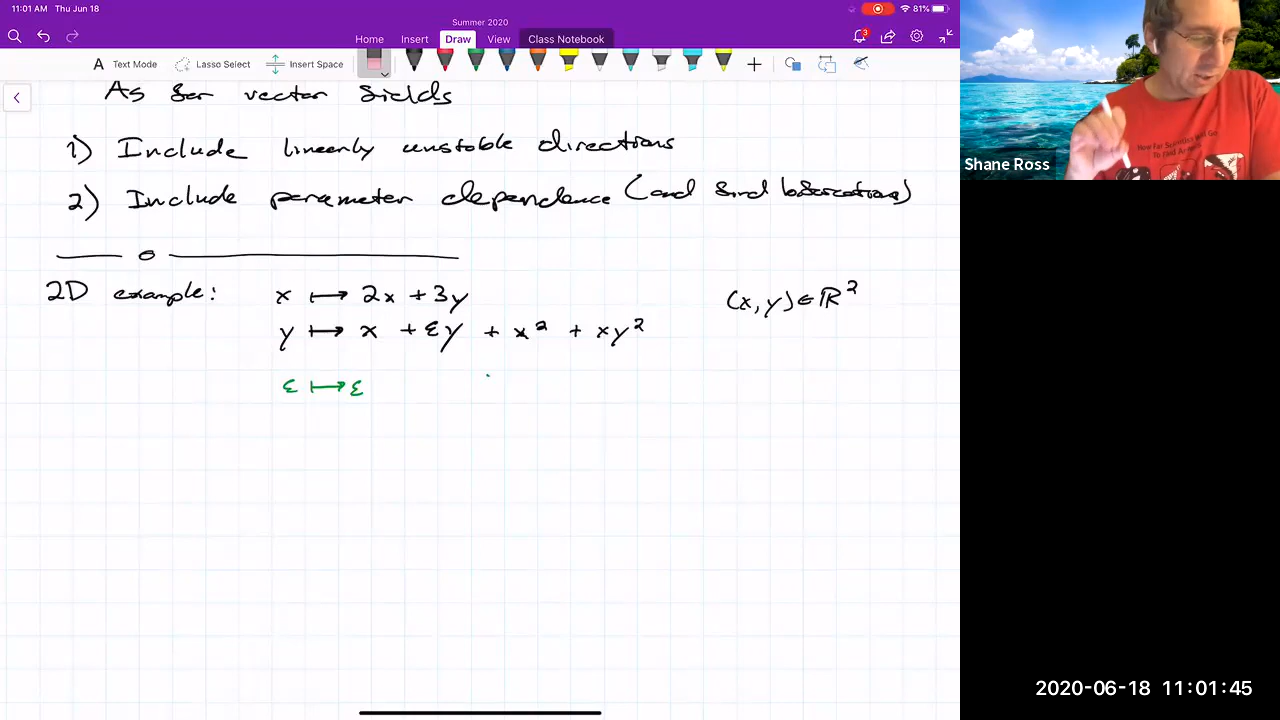 11:01 AM Thu Jun 18
81%
Summer 2020
Home Insert Draw View Class Notebook
3
A Text Mode Lasso Select Insert Space
As for vector fields
1) Include linearly unstable directions
2) Include parameter dependence (and find bifurcations)
2D example: x ↦ 2x + 3y (x, y) ∈ ℝ²
y ↦ x + εy + x² + xy²
ε ↦ ε
Shane Ross
2020-06-18 11:01:45